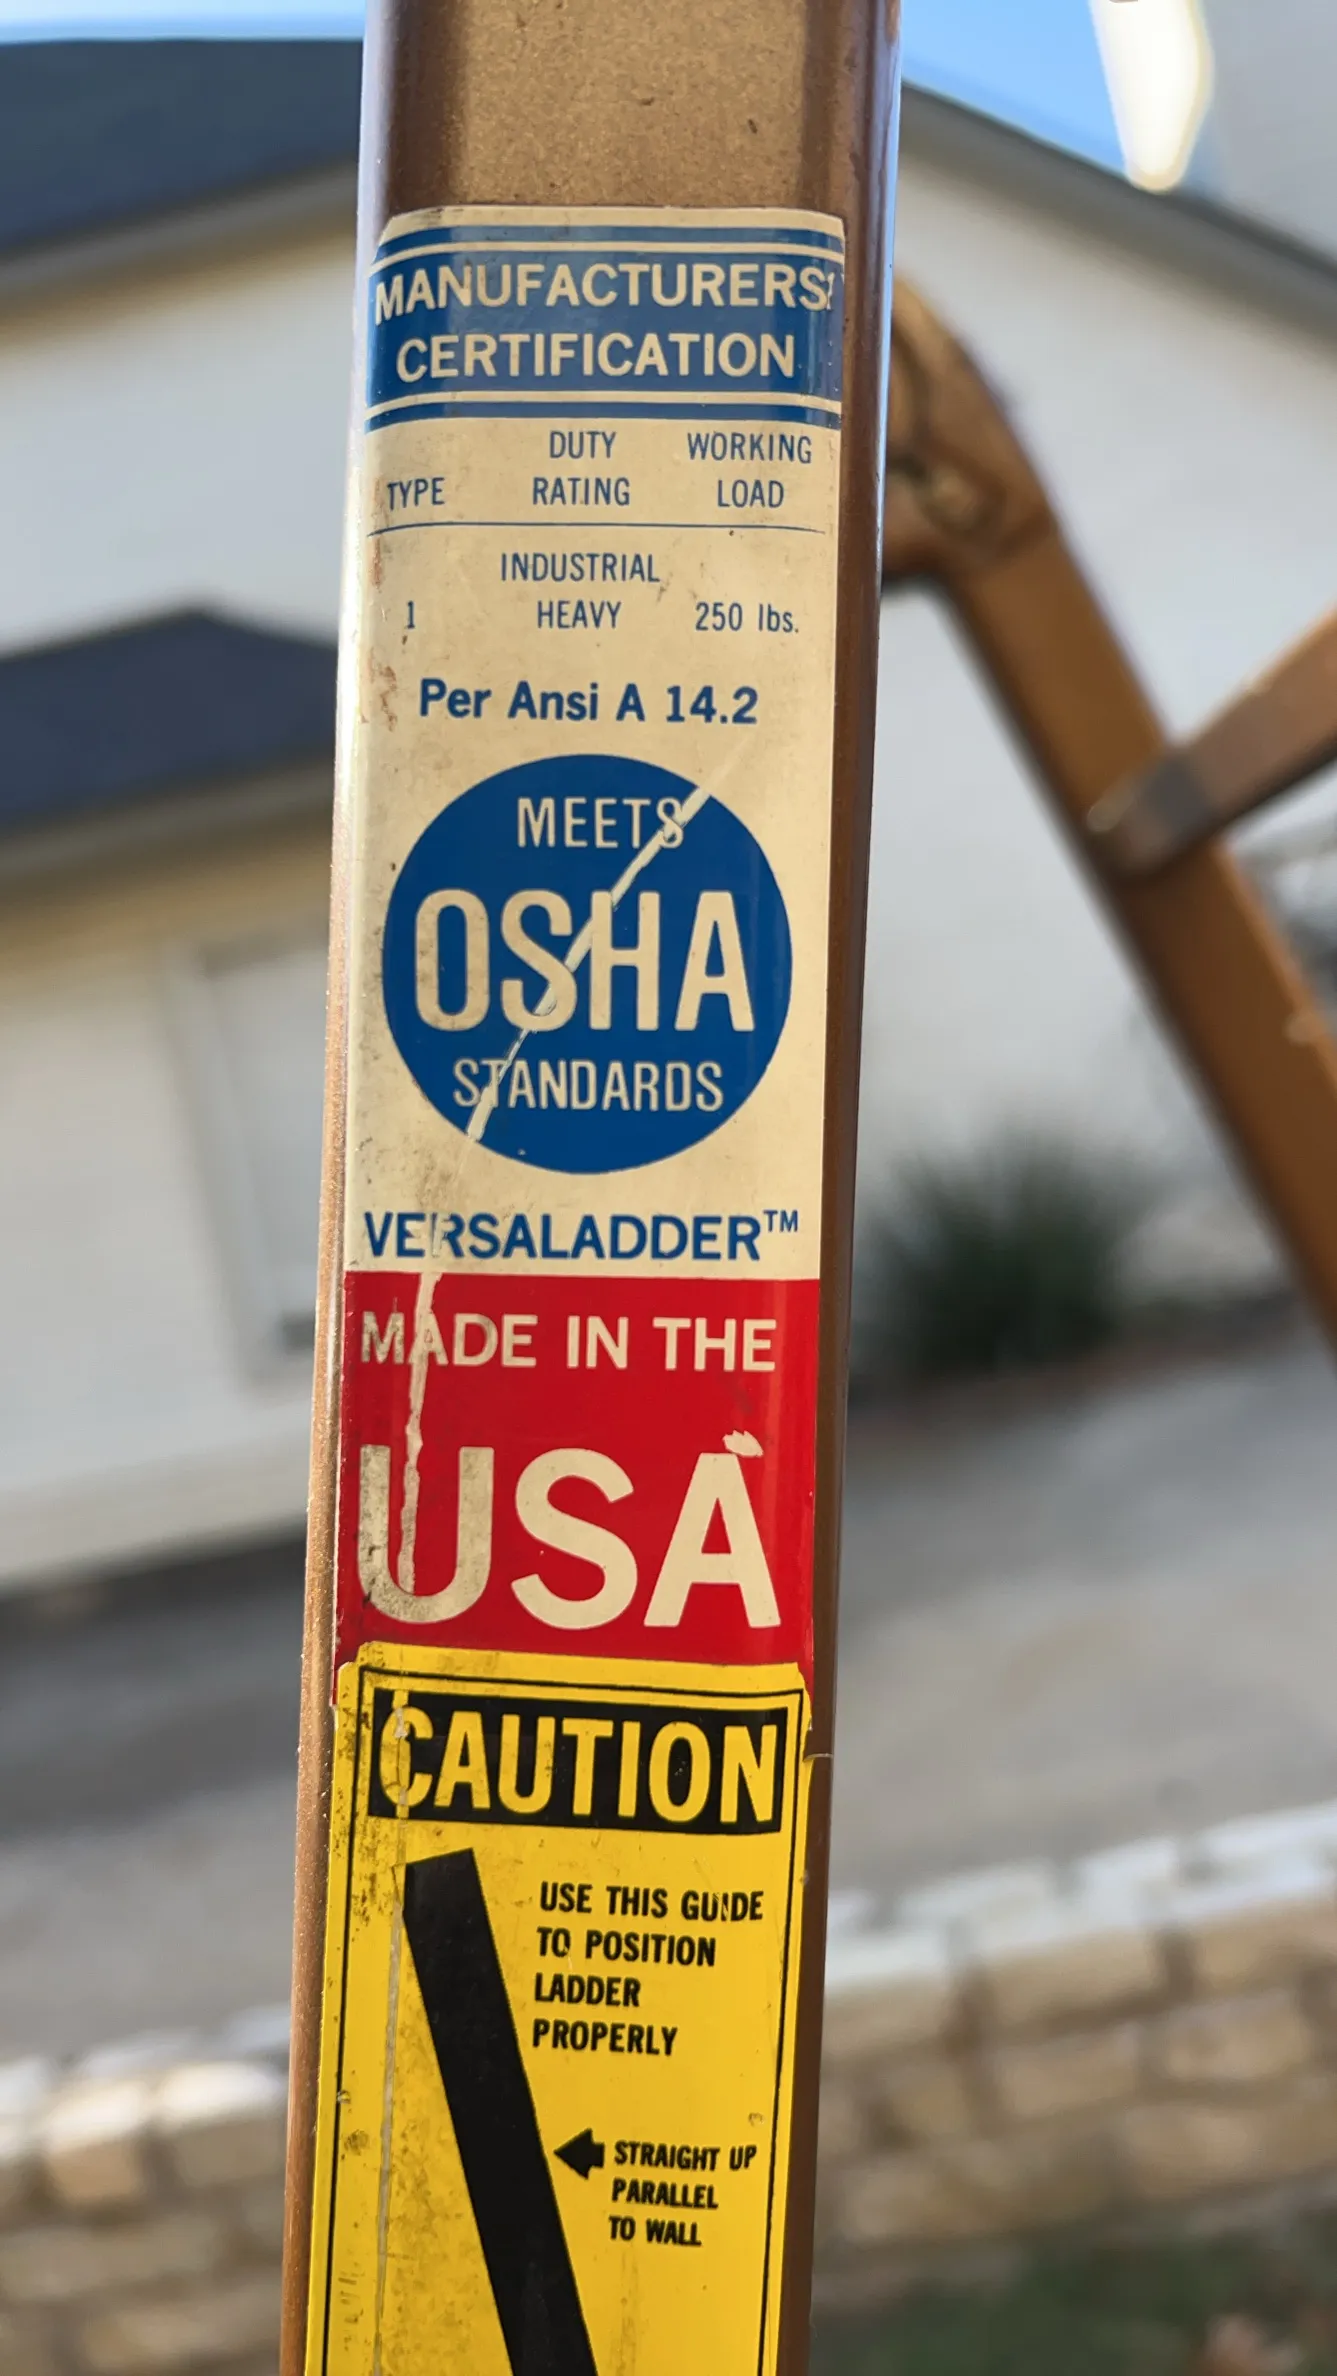 MANUFACTURERS'
CERTIFICATION
DUTY WORKING
TYPE RATING LOAD
INDUSTRIAL
1 HEAVY 250 lbs.
Per Ansi A 14.2
MEETS
OSHA
STANDARDS
VERSALADDER™
MADE IN THE
USA
CAUTION
USE THIS GUIDE
TO POSITION
LADDER
PROPERLY
STRAIGHT UP
PARALLEL
TO WALL